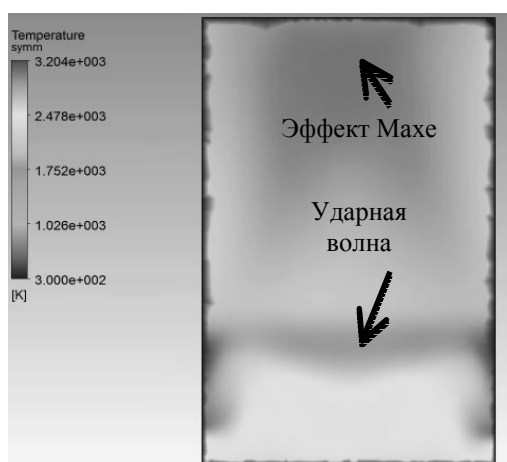 Temperature
symm
3.204e+003
2.478e+003
1.752e+003
1.026e+003
3.000e+002
[K]
Эффект Махе
Ударная
волна